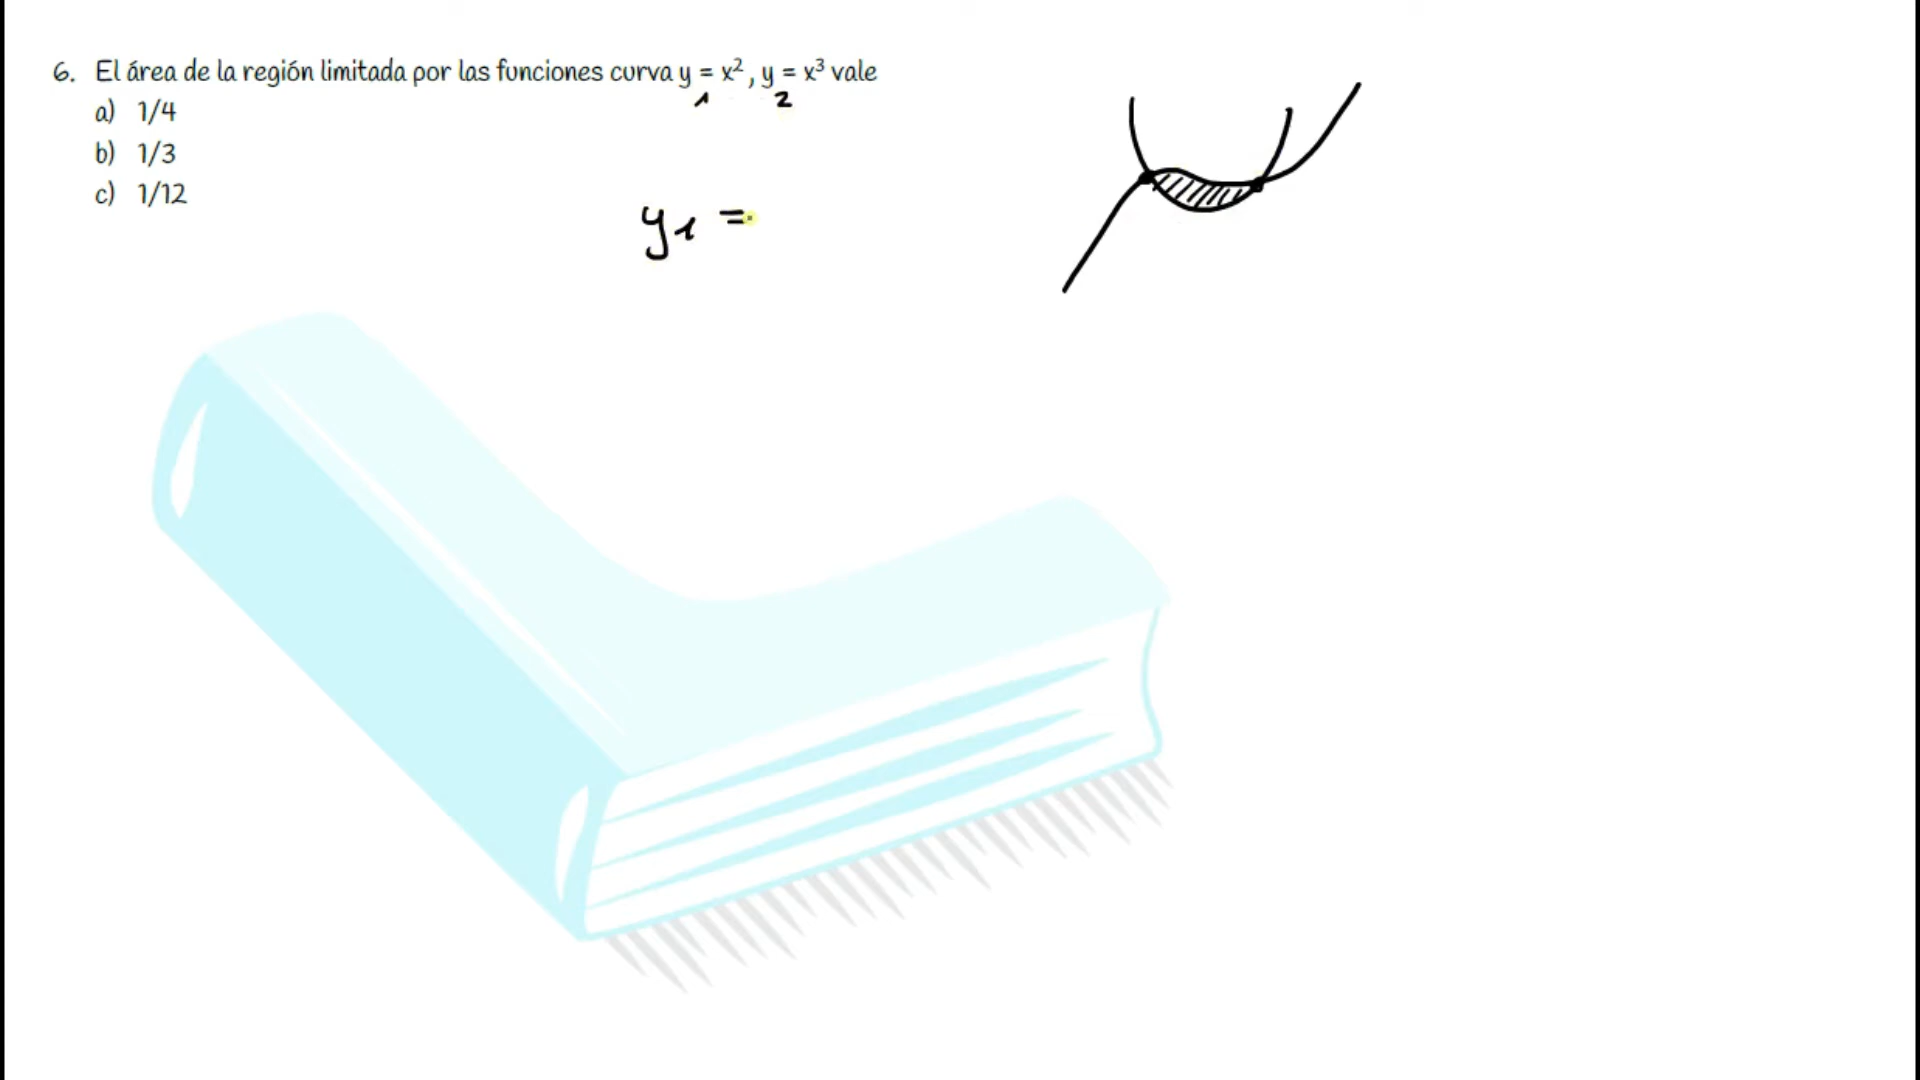 6. El área de la región limitada por las funciones curva y = x² , y = x³ vale
1 2
a) 1/4
b) 1/3
c) 1/12
y₁ =